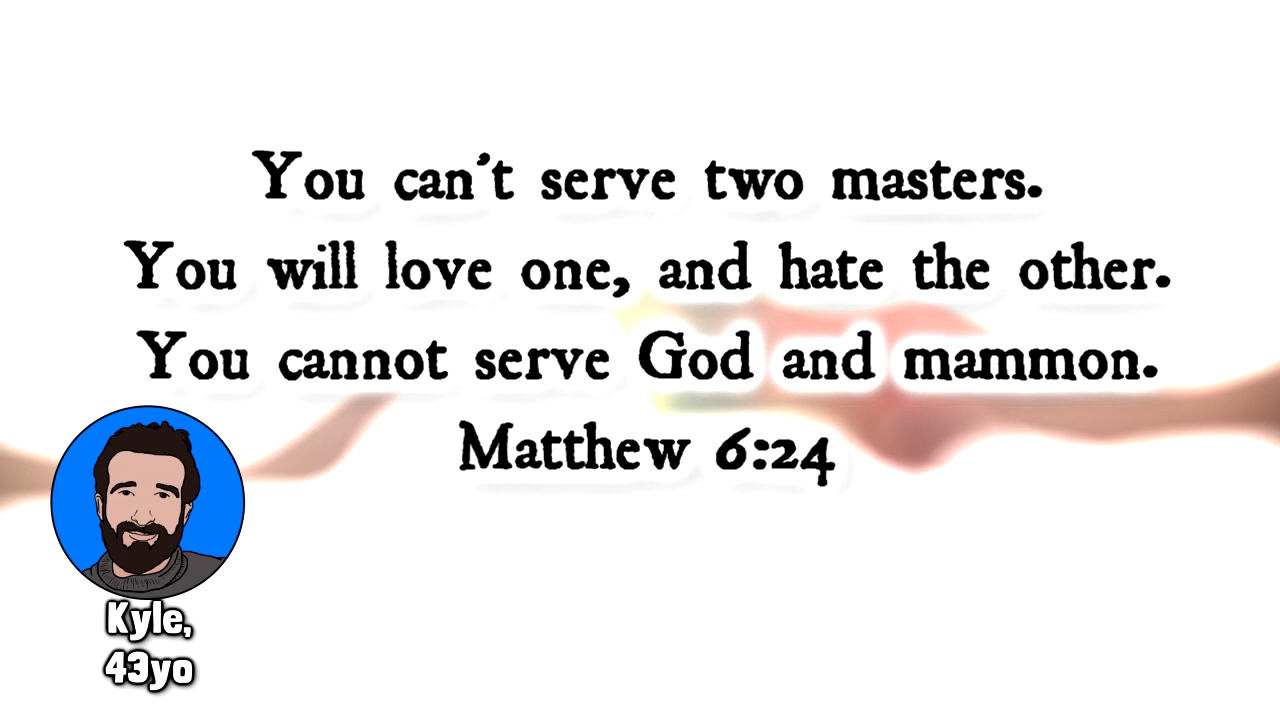 You can't serve two masters.
You will love one, and hate the other.
You cannot serve God and mammon.
Matthew 6:24
Kyle,
43yo